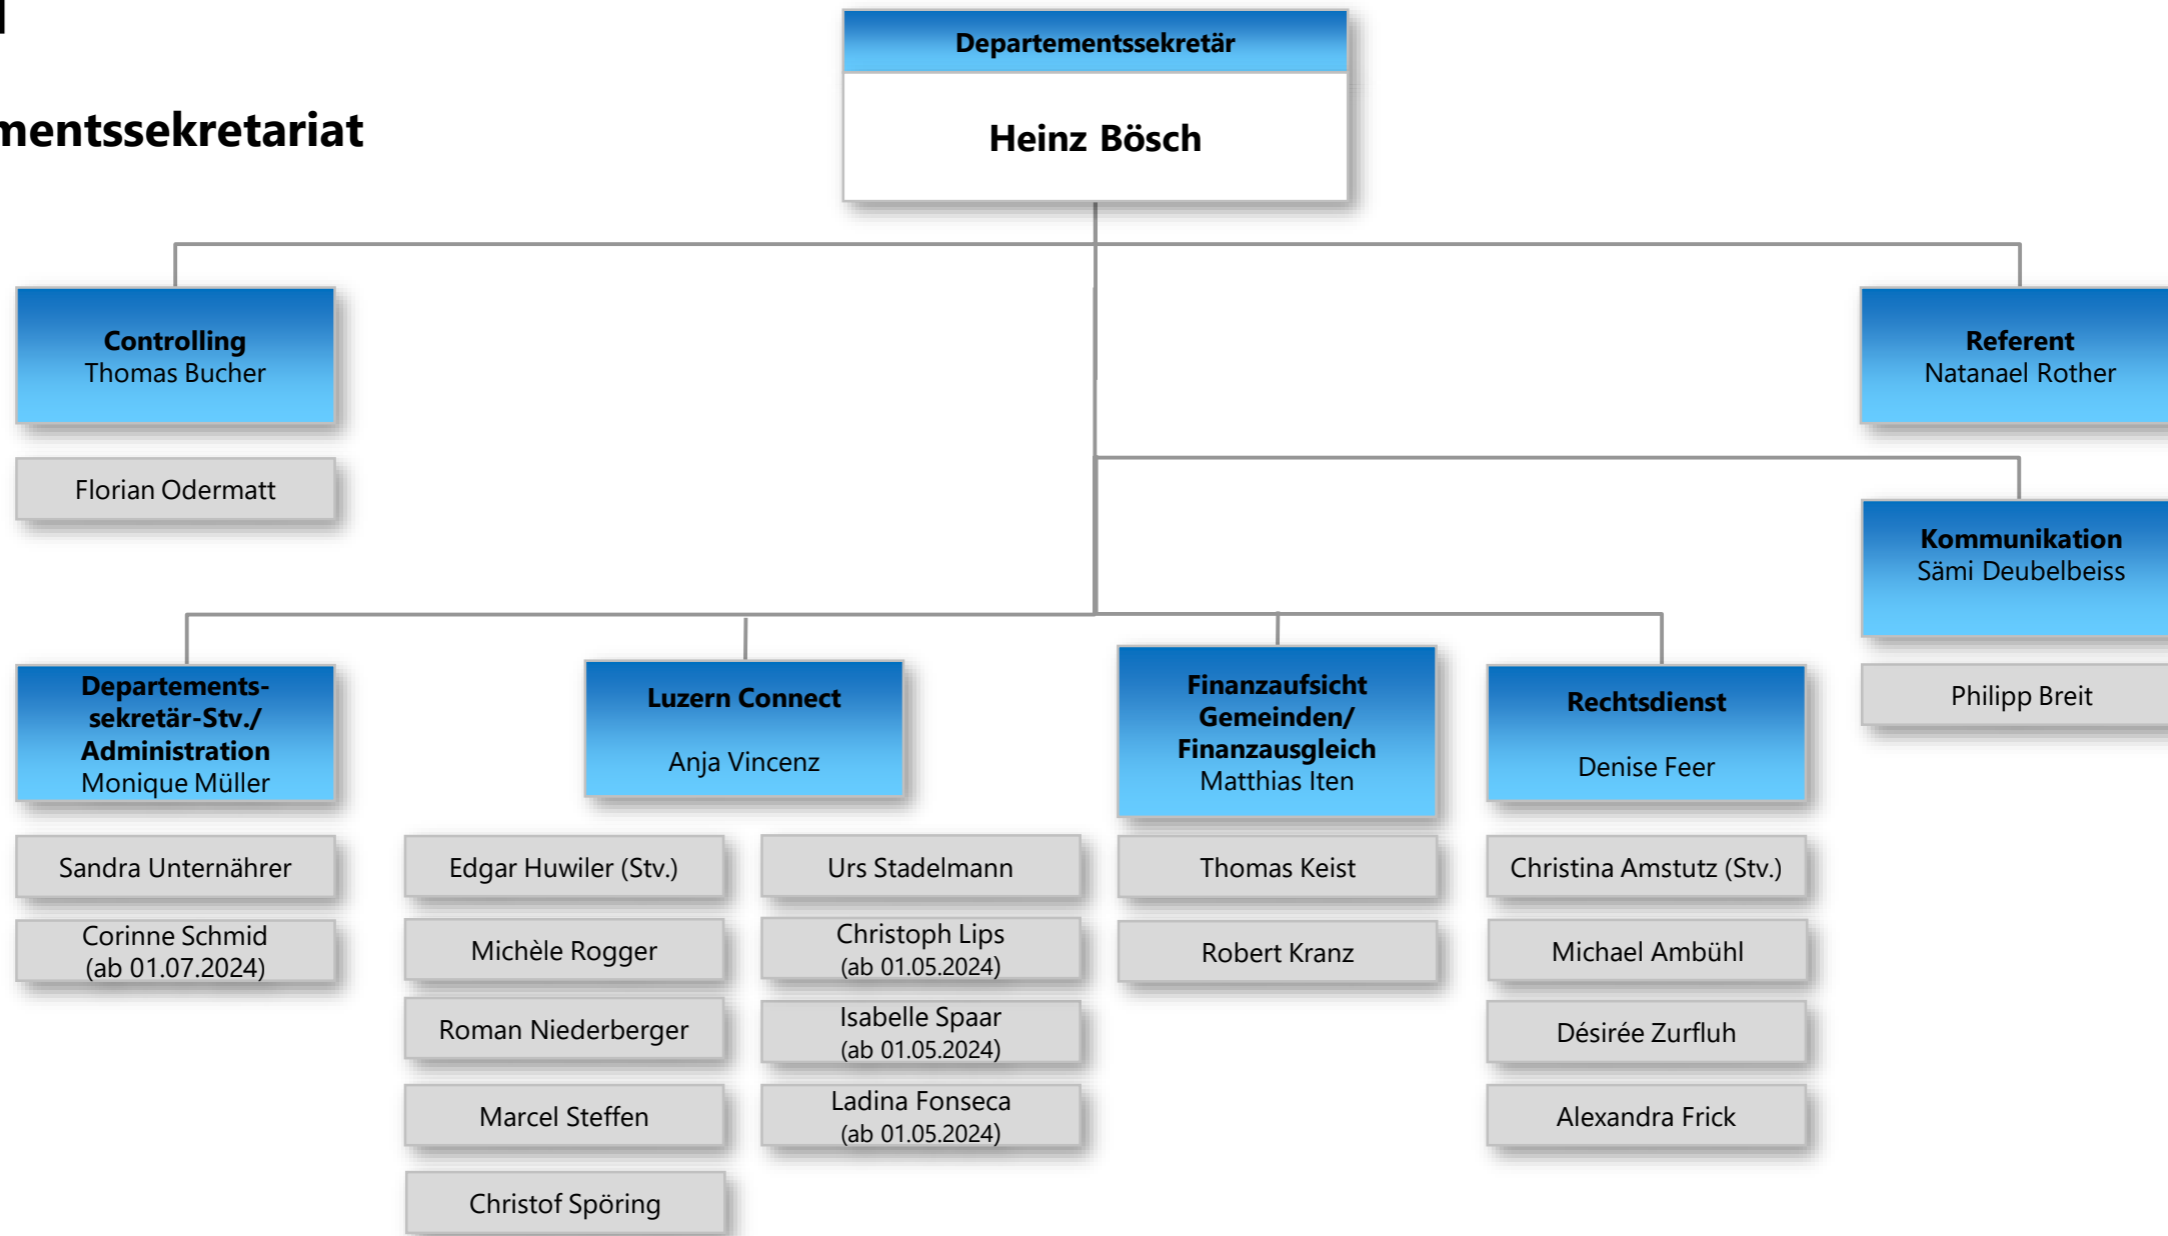 Departementssekretär
mentssekretariat
Heinz Bösch
Controlling
Thomas Bucher
Referent
Natanael Rother
Florian Odermatt
Kommunikation
Sämi Deubelbeiss
Philipp Breit
Departements-
sekretär-Stv./
Administration
Monique Müller
Luzern Connect
Anja Vincenz
Finanzaufsicht
Gemeinden/
Finanzausgleich
Matthias Iten
Rechtsdienst
Denise Feer
Sandra Unternährer
Corinne Schmid
(ab 01.07.2024)
Edgar Huwiler (Stv.)
Michèle Rogger
Roman Niederberger
Marcel Steffen
Christof Spöring
Urs Stadelmann
Christoph Lips
(ab 01.05.2024)
Isabelle Spaar
(ab 01.05.2024)
Ladina Fonseca
(ab 01.05.2024)
Thomas Keist
Robert Kranz
Christina Amstutz (Stv.)
Michael Ambühl
Désirée Zurfluh
Alexandra Frick